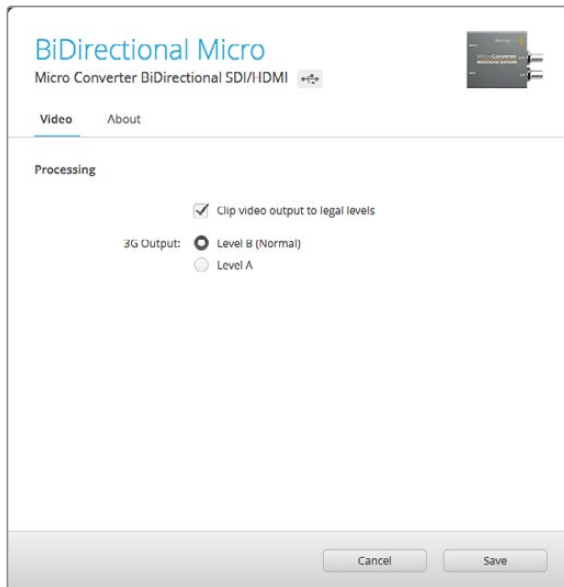 BiDirectional Micro
Micro Converter BiDirectional SDI/HDMI
Video About
Processing
Clip video output to legal levels
3G Output: Level B (Normal)
Level A
Cancel Save